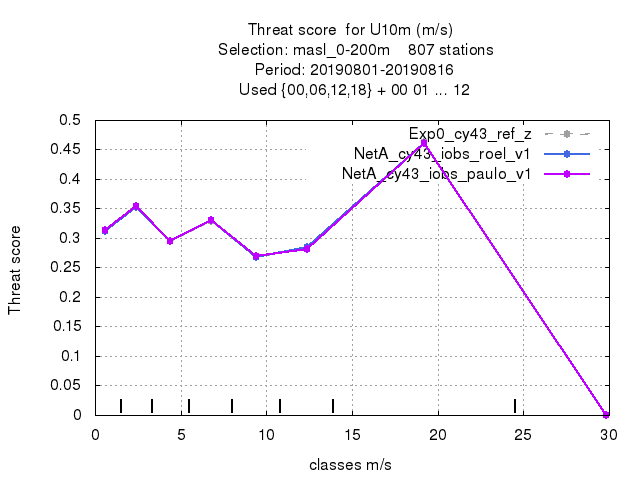 Threat score  for U10m (m/s)
Selection: masl_0-200m    807 stations
Period: 20190801-20190816
Used {00,06,12,18} + 00 01 ... 12
Exp0_cy43_ref_z
NetA_cy43_iobs_roel_v1
NetA_cy43_iobs_paulo_v1
0.5
0.45
0.4
0.35
0.3
0.25
0.2
0.15
0.1
0.05
0
Threat score
0 5 10 15 20 25 30
classes m/s